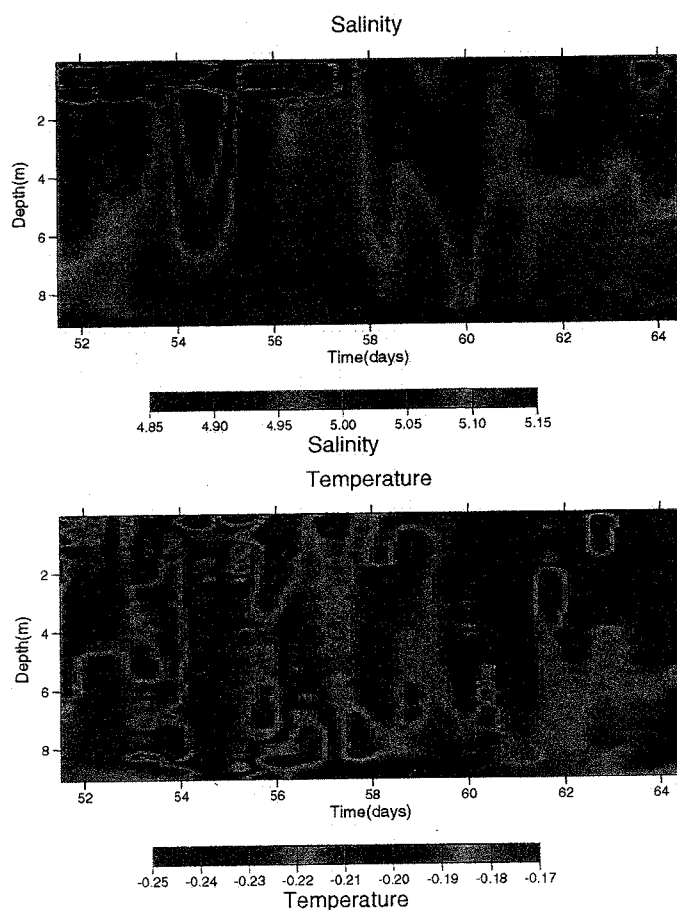 Salinity
2
4
6
8
Depth(m)
52 54 56 58 60 62 64
Time(days)
4.85 4.90 4.95 5.00 5.05 5.10 5.15
Salinity
Temperature
2
4
6
8
Depth(m)
52 54 56 58 60 62 64
Time(days)
-0.25 -0.24 -0.23 -0.22 -0.21 -0.20 -0.19 -0.18 -0.17
Temperature